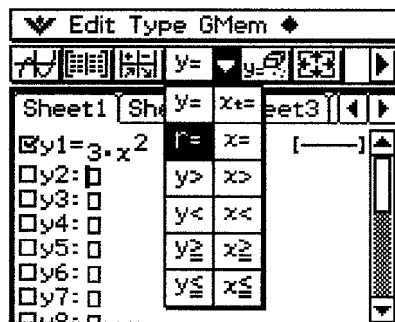 Edit Type GMem ◆
y=
Sheet1 She eet3
y= xt=
r= x=
y> x>
y< x<
y≥ x≥
y≤ x≤
y1=3·x²
[—]
y2:
y3:
y4:
y5:
y6:
y7: